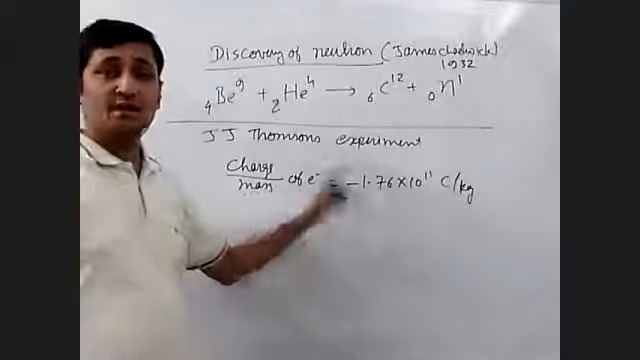 Discovery of neutron (James chadwick)
1932
₄Be⁹ + ₂He⁴ → ₆C¹² + ₀n¹
J J Thomsons experiment
Charge/mass of e⁻ = -1.76×10¹¹ C/kg